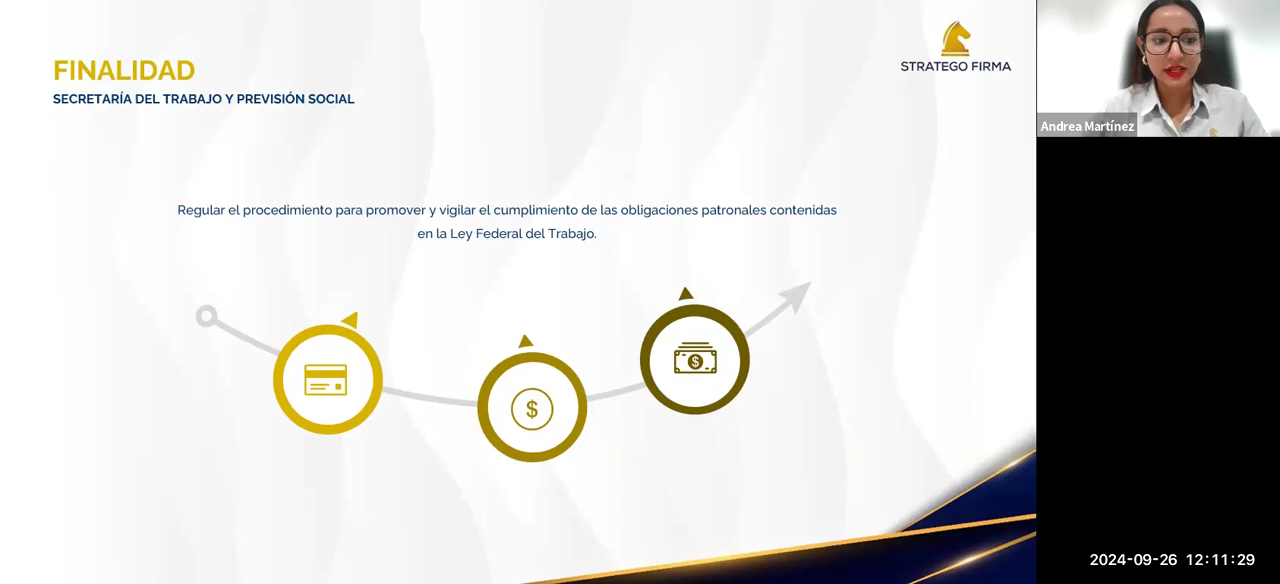 FINALIDAD
SECRETARÍA DEL TRABAJO Y PREVISIÓN SOCIAL
STRATEGO FIRMA
Andrea Martínez
Regular el procedimiento para promover y vigilar el cumplimiento de las obligaciones patronales contenidas
en la Ley Federal del Trabajo.
$
$
2024-09-26 12:11:29